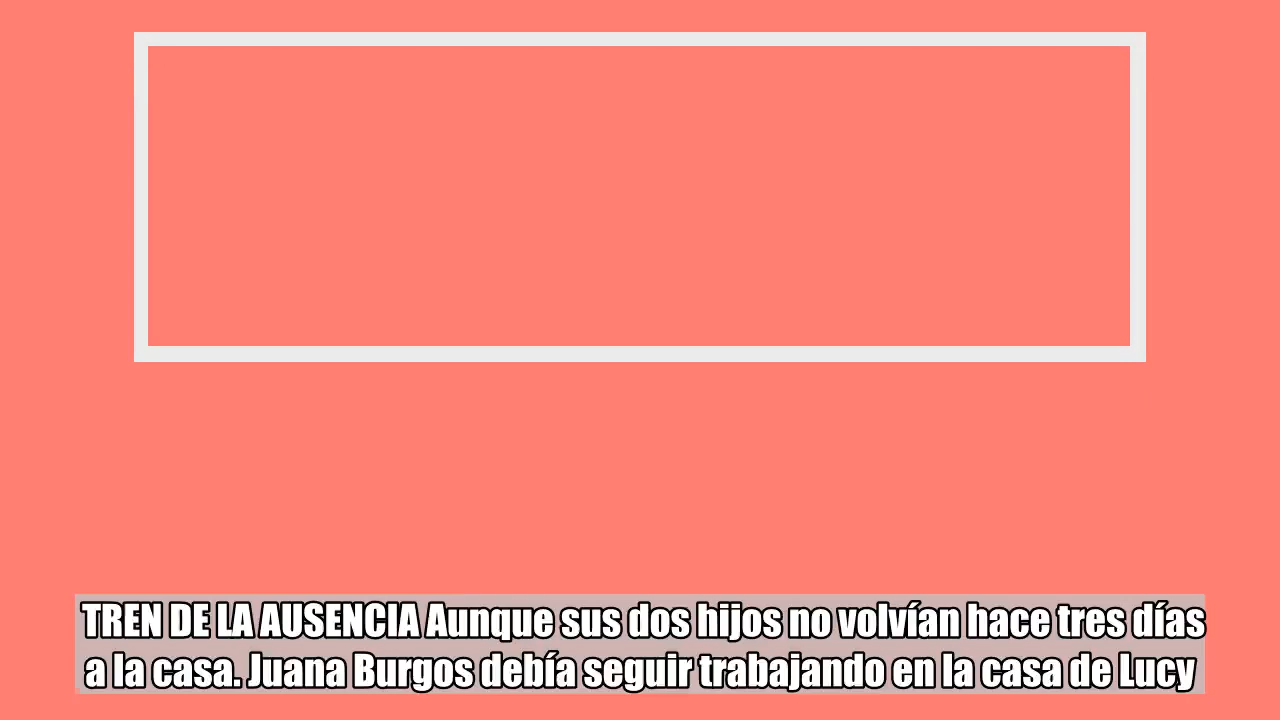 TREN DE LA AUSENCIA Aunque sus dos hijos no volvían hace tres días
a la casa. Juana Burgos debía seguir trabajando en la casa de Lucy